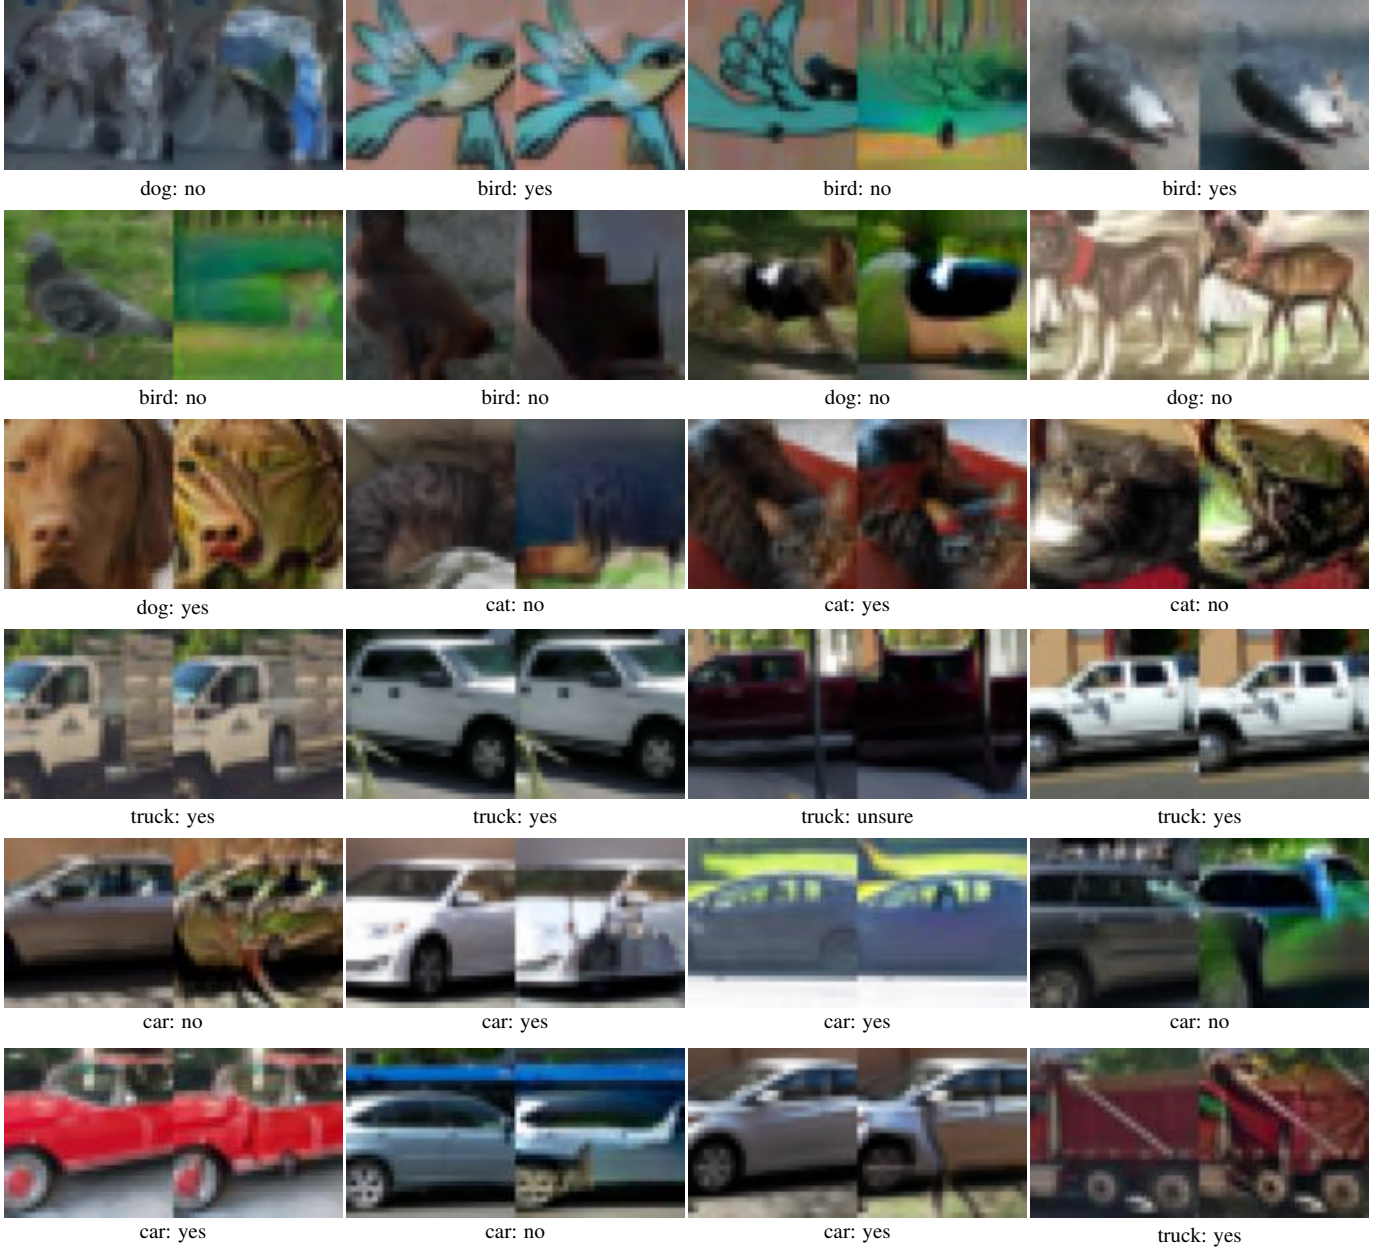 dog: no
bird: yes
bird: no
bird: yes
bird: no
bird: no
dog: no
dog: no
dog: yes
cat: no
cat: yes
cat: no
truck: yes
truck: yes
truck: unsure
truck: yes
car: no
car: yes
car: yes
car: no
car: yes
car: no
car: yes
truck: yes